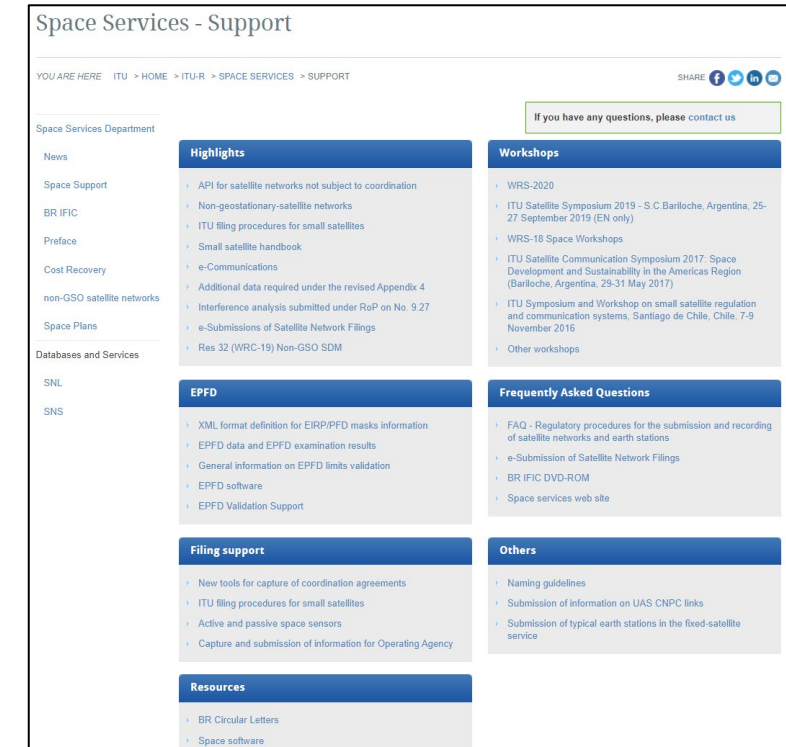 Space Services - Support
YOU ARE HERE ITU > HOME > ITU-R > SPACE SERVICES > SUPPORT
SHARE
If you have any questions, please contact us
Space Services Department
News
Space Support
BR IFIC
Preface
Cost Recovery
non-GSO satellite networks
Space Plans
Databases and Services
SNL
SNS
Highlights
API for satellite networks not subject to coordination
Non-geostationary-satellite networks
ITU filing procedures for small satellites
Small satellite handbook
e-Communications
Additional data required under the revised Appendix 4
Interference analysis submitted under RoP on No. 9.27
e-Submissions of Satellite Network Filings
Res 32 (WRC-19) Non-GSO SDM
Workshops
WRS-2020
ITU Satellite Symposium 2019 - S.C.Bariloche, Argentina, 25-
27 September 2019 (EN only)
WRS-18 Space Workshops
ITU Satellite Communication Symposium 2017: Space
Development and Sustainability in the Americas Region
(Bariloche, Argentina, 29-31 May 2017)
ITU Symposium and Workshop on small satellite regulation
and communication systems, Santiago de Chile, Chile, 7-9
November 2016
Other workshops
EPFD
XML format definition for EIRP/PFD masks information
EPFD data and EPFD examination results
General information on EPFD limits validation
EPFD software
EPFD Validation Support
Frequently Asked Questions
FAQ - Regulatory procedures for the submission and recording
of satellite networks and earth stations
e-Submission of Satellite Network Filings
BR IFIC DVD-ROM
Space services web site
Filing support
New tools for capture of coordination agreements
ITU filing procedures for small satellites
Active and passive space sensors
Capture and submission of information for Operating Agency
Others
Naming guidelines
Submission of information on UAS CNPC links
Submission of typical earth stations in the fixed-satellite
service
Resources
BR Circular Letters
Space software